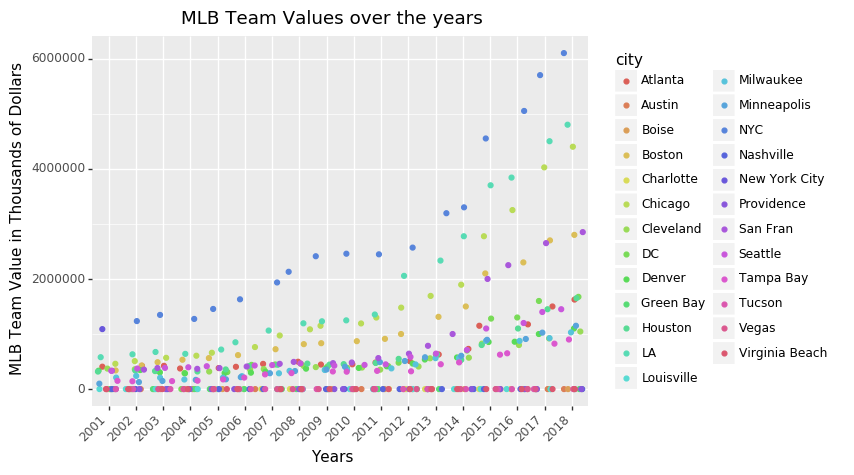 MLB Team Values over the years
MLB Team Value in Thousands of Dollars
6000000
4000000
2000000
0
2001
2002
2003
2004
2005
2006
2007
2008
2009
2010
2011
2012
2013
2014
2015
2016
2017
2018
Years
city
Atlanta
Austin
Boise
Boston
Charlotte
Chicago
Cleveland
DC
Denver
Green Bay
Houston
LA
Louisville
Milwaukee
Minneapolis
NYC
Nashville
New York City
Providence
San Fran
Seattle
Tampa Bay
Tucson
Vegas
Virginia Beach